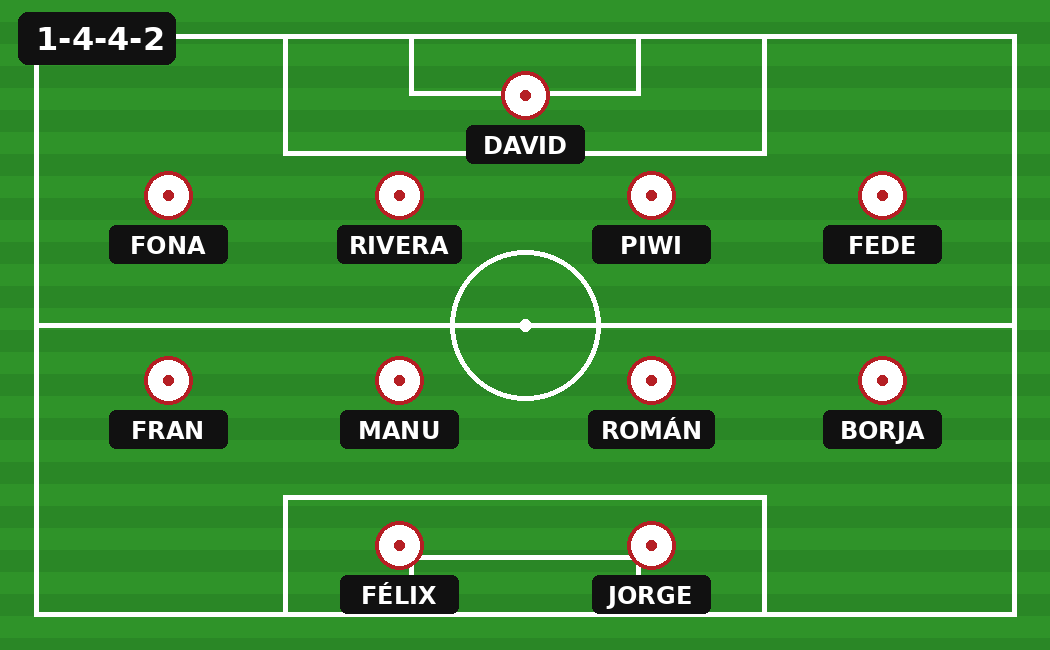 1-4-4-2
DAVID
FONA
RIVERA
PIWI
FEDE
FRAN
MANU
ROMÁN
BORJA
FÉLIX
JORGE